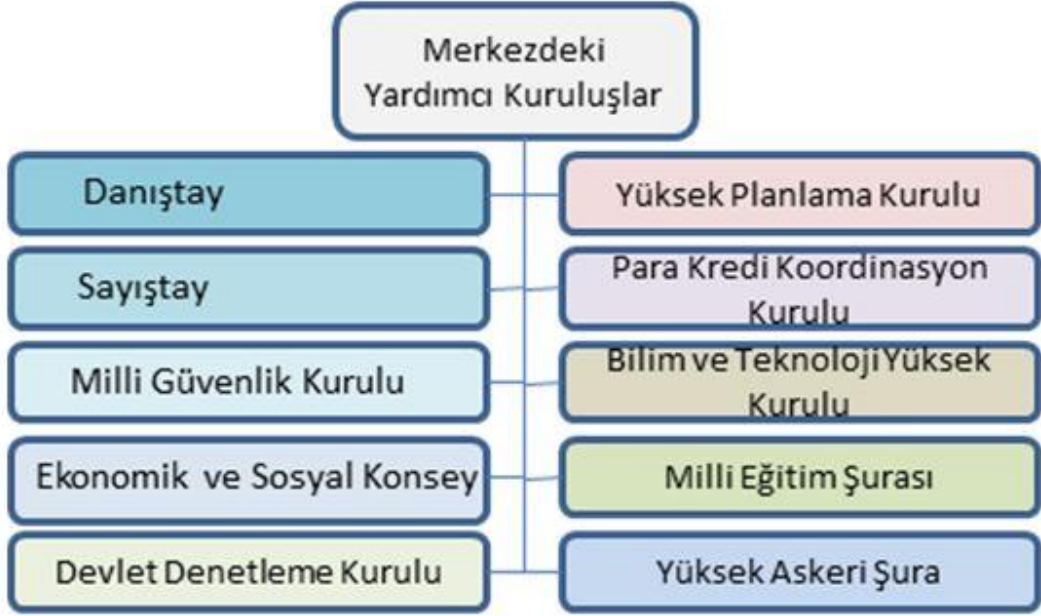 Merkezdeki
Yardımcı Kuruluşlar
Danıştay
Yüksek Planlama Kurulu
Sayıştay
Para Kredi Koordinasyon
Kurulu
Milli Güvenlik Kurulu
Bilim ve Teknoloji Yüksek
Kurulu
Ekonomik ve Sosyal Konsey
Milli Eğitim Şurası
Devlet Denetleme Kurulu
Yüksek Askeri Şura